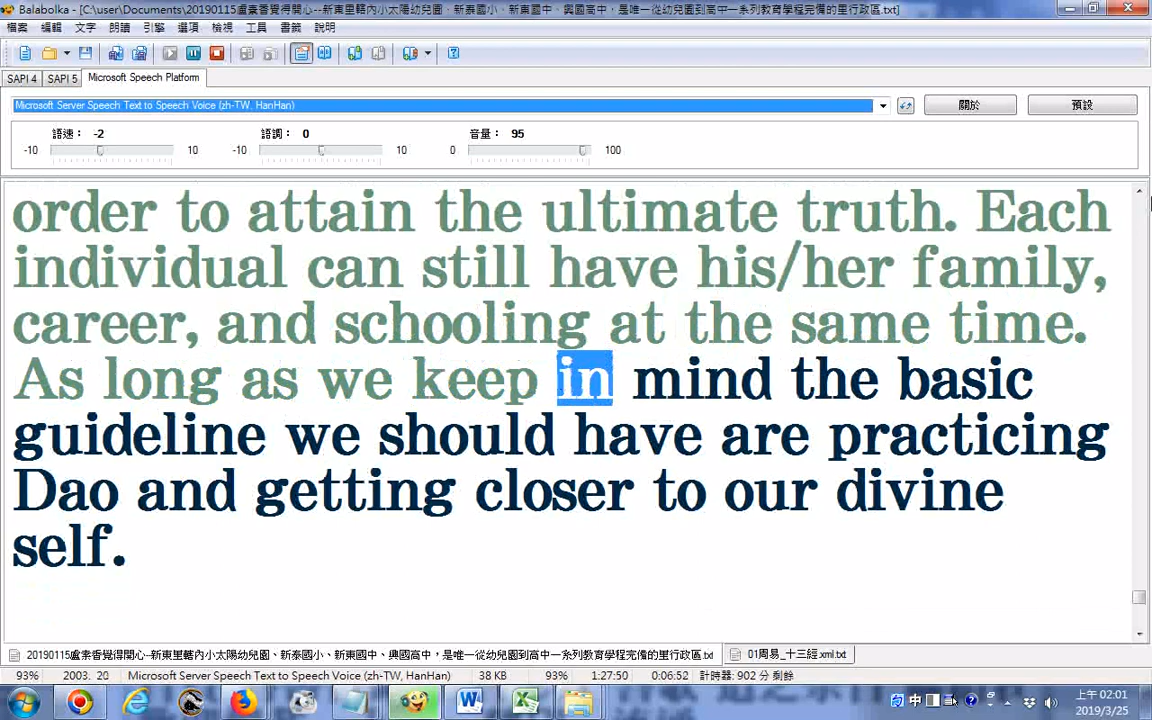 Balabolka - [C:\user\Documents\20190115盧素香覺得開心--新東里轄內小太陽幼兒園、新泰國小、新東國中、興國高中，是唯一從幼兒園到高中一系列教育學程完備的里行政區.txt]
檔案 編輯 文字 朗讀 引擎 選項 檢視 工具 書籤 說明
SAPI 4 SAPI 5 Microsoft Speech Platform
Microsoft Server Speech Text to Speech Voice (zh-TW, HanHan) 關於 預設
語速： -2 語調： 0 音量： 95
-10 10 -10 10 0 100
order to attain the ultimate truth. Each
individual can still have his/her family,
career, and schooling at the same time.
As long as we keep in mind the basic
guideline we should have are practicing
Dao and getting closer to our divine
self.
20190115盧素香覺得開心--新東里轄內小太陽幼兒園、新泰國小、新東國中、興國高中，是唯一從幼兒園到高中一系列教育學程完備的里行政區.txt 01周易_十三經.xml.txt
93% 2003. 20 Microsoft Server Speech Text to Speech Voice (zh-TW, HanHan) 38 KB 93% 1:27:50 0:06:52 計時器: 902 分 剩餘
中 上午 02:01
2019/3/25